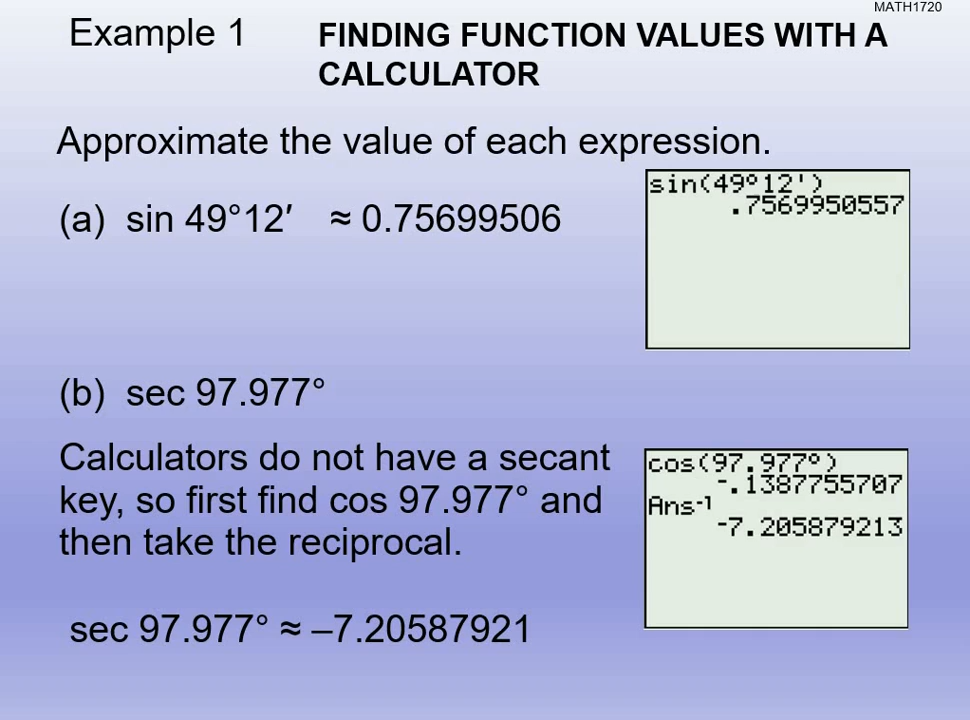 MATH1720
Example 1
FINDING FUNCTION VALUES WITH A
CALCULATOR
Approximate the value of each expression.
(a) sin 49°12′ ≈ 0.75699506
sin(49°12')
.7569950557
(b) sec 97.977°
Calculators do not have a secant
key, so first find cos 97.977° and
then take the reciprocal.
cos(97.977°)
-.1387755707
Ans⁻¹
-7.205879213
sec 97.977° ≈ –7.20587921